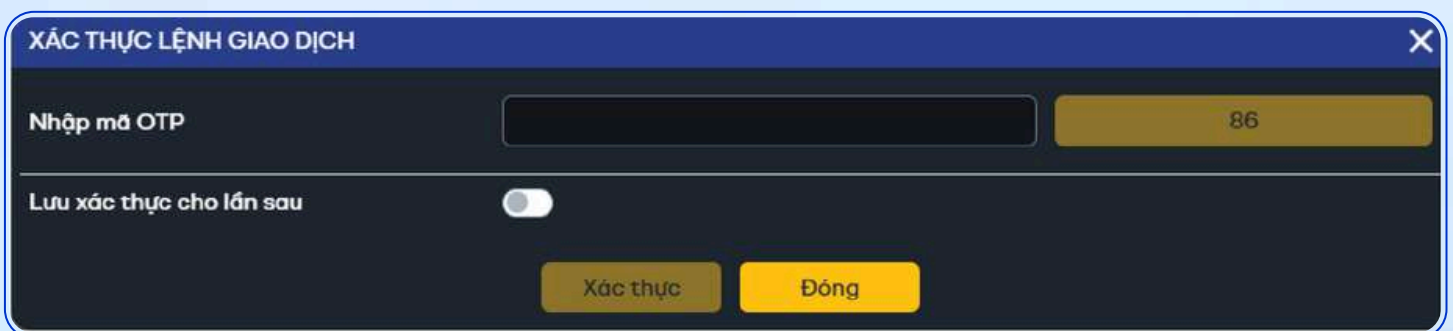 XÁC THỰC LỆNH GIAO DỊCH
Nhập mã OTP
86
Lưu xác thực cho lần sau
Xác thực
Đóng